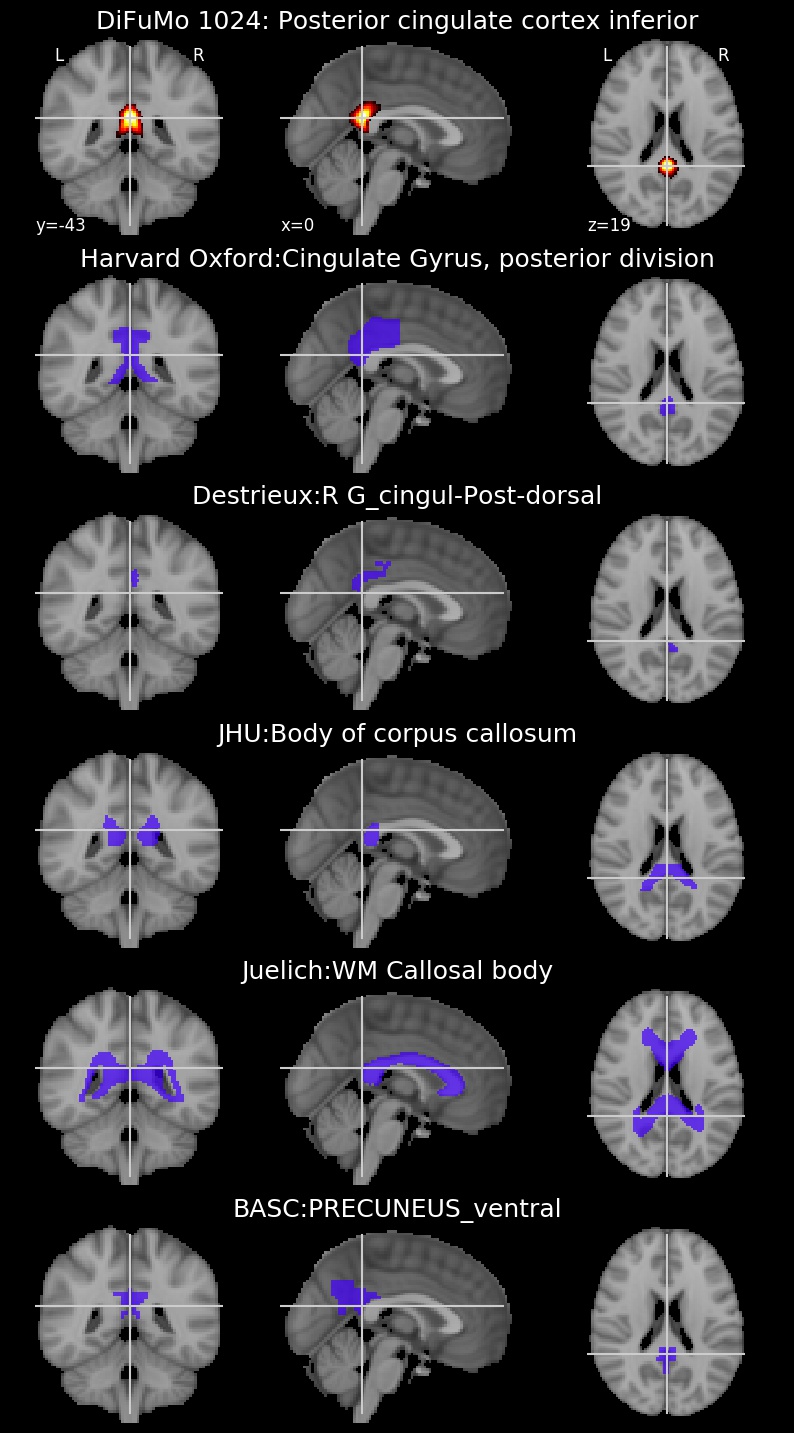 DiFuMo 1024: Posterior cingulate cortex inferior
L R L R
y=-43 x=0 z=19
Harvard Oxford:Cingulate Gyrus, posterior division
Destrieux:R G_cingul-Post-dorsal
JHU:Body of corpus callosum
Juelich:WM Callosal body
BASC:PRECUNEUS_ventral